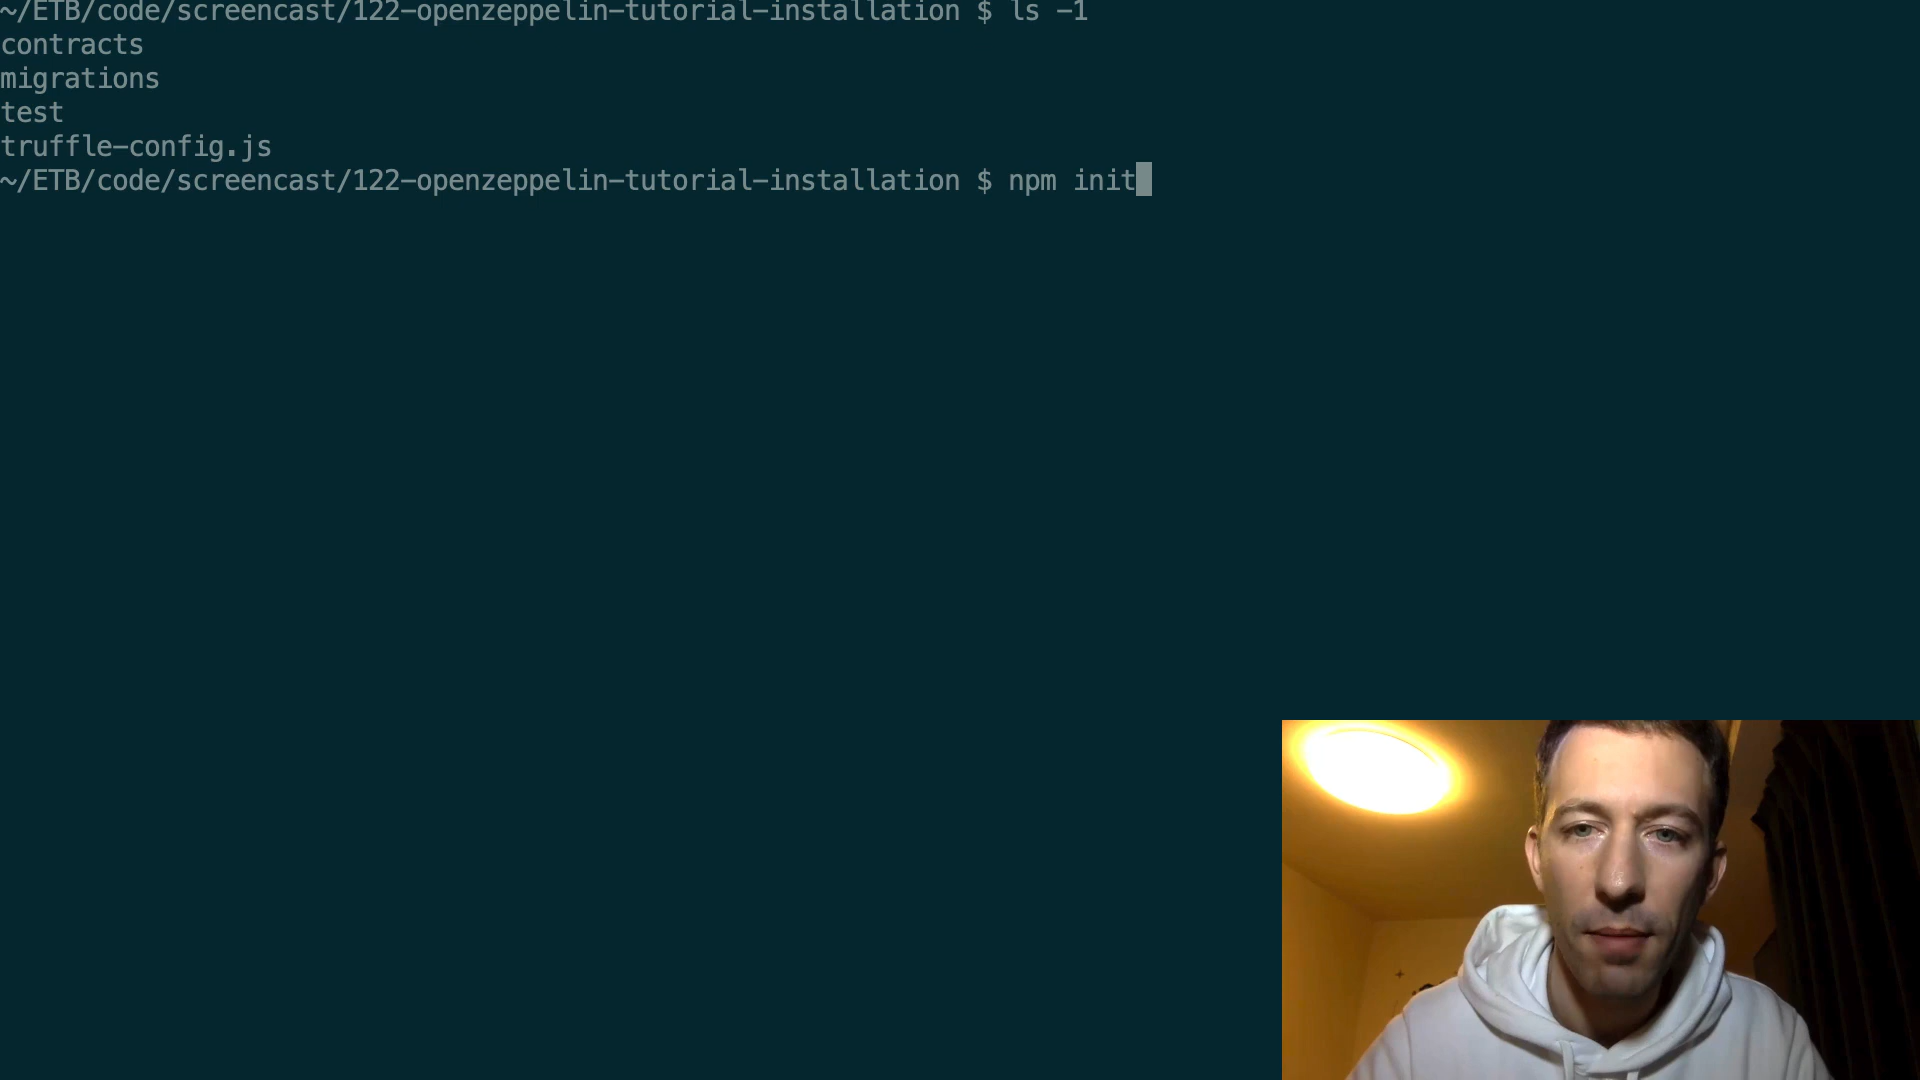 ~/ETB/code/screencast/122-openzeppelin-tutorial-installation $ ls -1
contracts
migrations
test
truffle-config.js
~/ETB/code/screencast/122-openzeppelin-tutorial-installation $ npm init